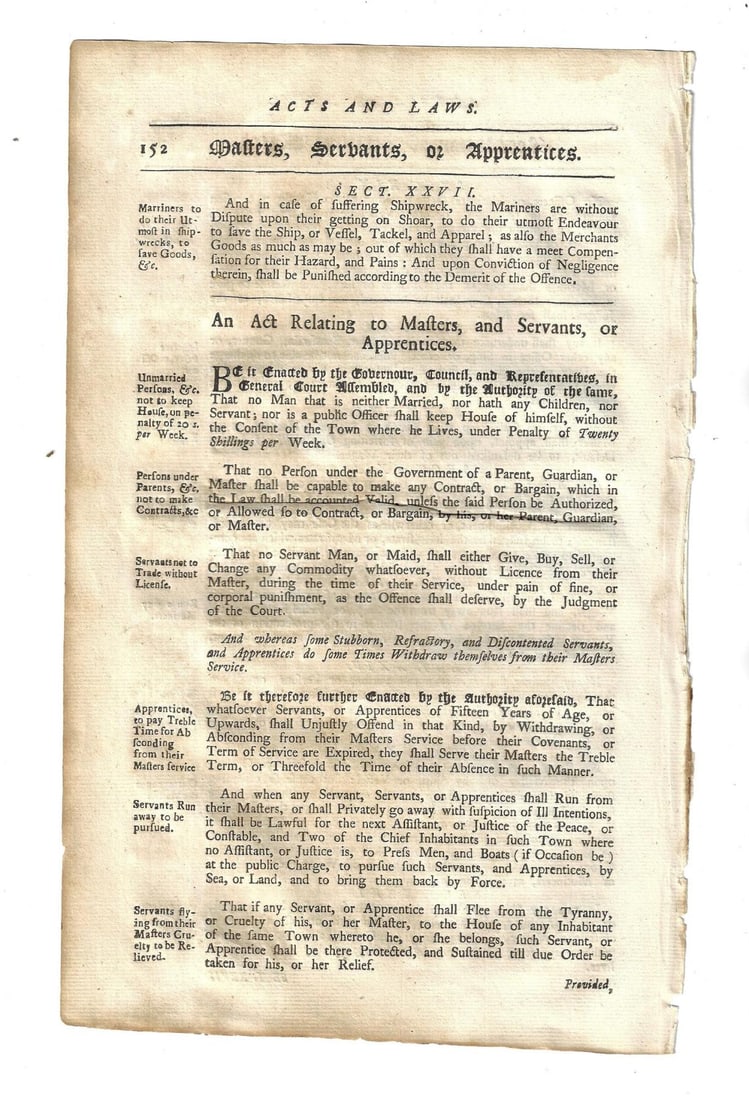 ACTS AND LAWS.
152 Maſters, Servants, or Apprentices.
SECT. XXVII.
Marriners to
do their Ut-
moſt in ſhip-
wrecks, to
ſave Goods,
&c.
And in caſe of ſuffering Shipwreck, the Mariners are without
Diſpute upon their getting on Shoar, to do their utmoſt Endeavour
to ſave the Ship, or Veſſel, Tackel, and Apparel; as alſo the Merchants
Goods as much as may be; out of which they ſhall have a meet Compen-
ſation for their Hazard, and Pains: And upon Conviction of Negligence
therein, ſhall be Puniſhed according to the Demerit of the Offence.
An Act Relating to Maſters, and Servants, or
Apprentices.
Unmarried
Perſons, &c.
not to keep
Houſe, on pe-
nalty of 20 s.
per Week.
BE it Enacted by the Governour, Council, and Repreſentatives, in
General Court Aſſembled, and by the Authority of the ſame,
That no Man that is neither Married, nor hath any Children, nor
Servant; nor is a public Officer ſhall keep Houſe of himſelf, without
the Conſent of the Town where he Lives, under Penalty of Twenty
Shillings per Week.
Perſons under
Parents, &c.
not to make
Contracts,&c
That no Perſon under the Government of a Parent, Guardian, or
Maſter ſhall be capable to make any Contract, or Bargain, which in
the Law ſhall be accounted Valid, unleſs the ſaid Perſon be Authorized,
or Allowed ſo to Contract, or Bargain, by his, or her Parent, Guardian,
or Maſter.
Servants not to
Trade without
Licenſe.
That no Servant Man, or Maid, ſhall either Give, Buy, Sell, or
Change any Commodity whatſoever, without Licence from their
Maſter, during the time of their Service, under pain of fine, or
corporal puniſhment, as the Offence ſhall deſerve, by the Judgment
of the Court.
And whereas ſome Stubborn, Refractory, and Diſcontented Servants,
and Apprentices do ſome Times Withdraw themſelves from their Maſters
Service.
Apprentices,
to pay Treble
Time for Ab
ſconding
from their
Maſters ſervice
Be it therefore further Enacted by the Authority aforeſaid, That
whatſoever Servants, or Apprentices of Fifteen Years of Age, or
Upwards, ſhall Unjuſtly Offend in that Kind, by Withdrawing, or
Abſconding from their Maſters Service before their Covenants, or
Term of Service are Expired, they ſhall Serve their Maſters the Treble
Term, or Threefold the Time of their Abſence in ſuch Manner.
Servants Run
away to be
purſued.
And when any Servant, Servants, or Apprentices ſhall Run from
their Maſters, or ſhall Privately go away with ſuſpicion of Ill Intentions,
it ſhall be Lawful for the next Aſſiſtant, or Juſtice of the Peace, or
Conſtable, and Two of the Chief Inhabitants in ſuch Town where
no Aſſiſtant, or Juſtice is, to Preſs Men, and Boats ( if Occaſion be )
at the public Charge, to purſue ſuch Servants, and Apprentices, by
Sea, or Land, and to bring them back by Force.
Servants fly-
ing from their
Maſters Cru-
elty to be Re-
lieved.
That if any Servant, or Apprentice ſhall Flee from the Tyranny,
or Cruelty of his, or her Maſter, to the Houſe of any Inhabitant
of the ſame Town whereto he, or ſhe belongs, ſuch Servant, or
Apprentice ſhall be there Protected, and Suſtained till due Order be
taken for his, or her Relief.
Provided,